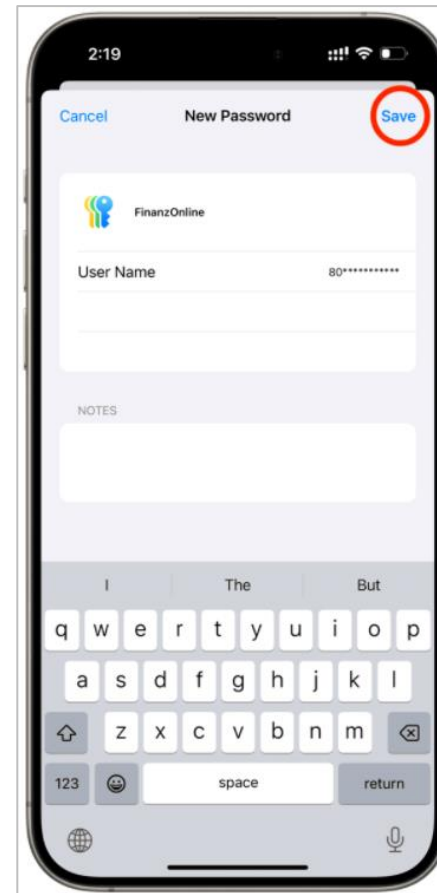 2:19
Cancel New Password Save
FinanzOnline
User Name 80***********
NOTES
I The But
q w e r t y u i o p
a s d f g h j k l
z x c v b n m
123 space return